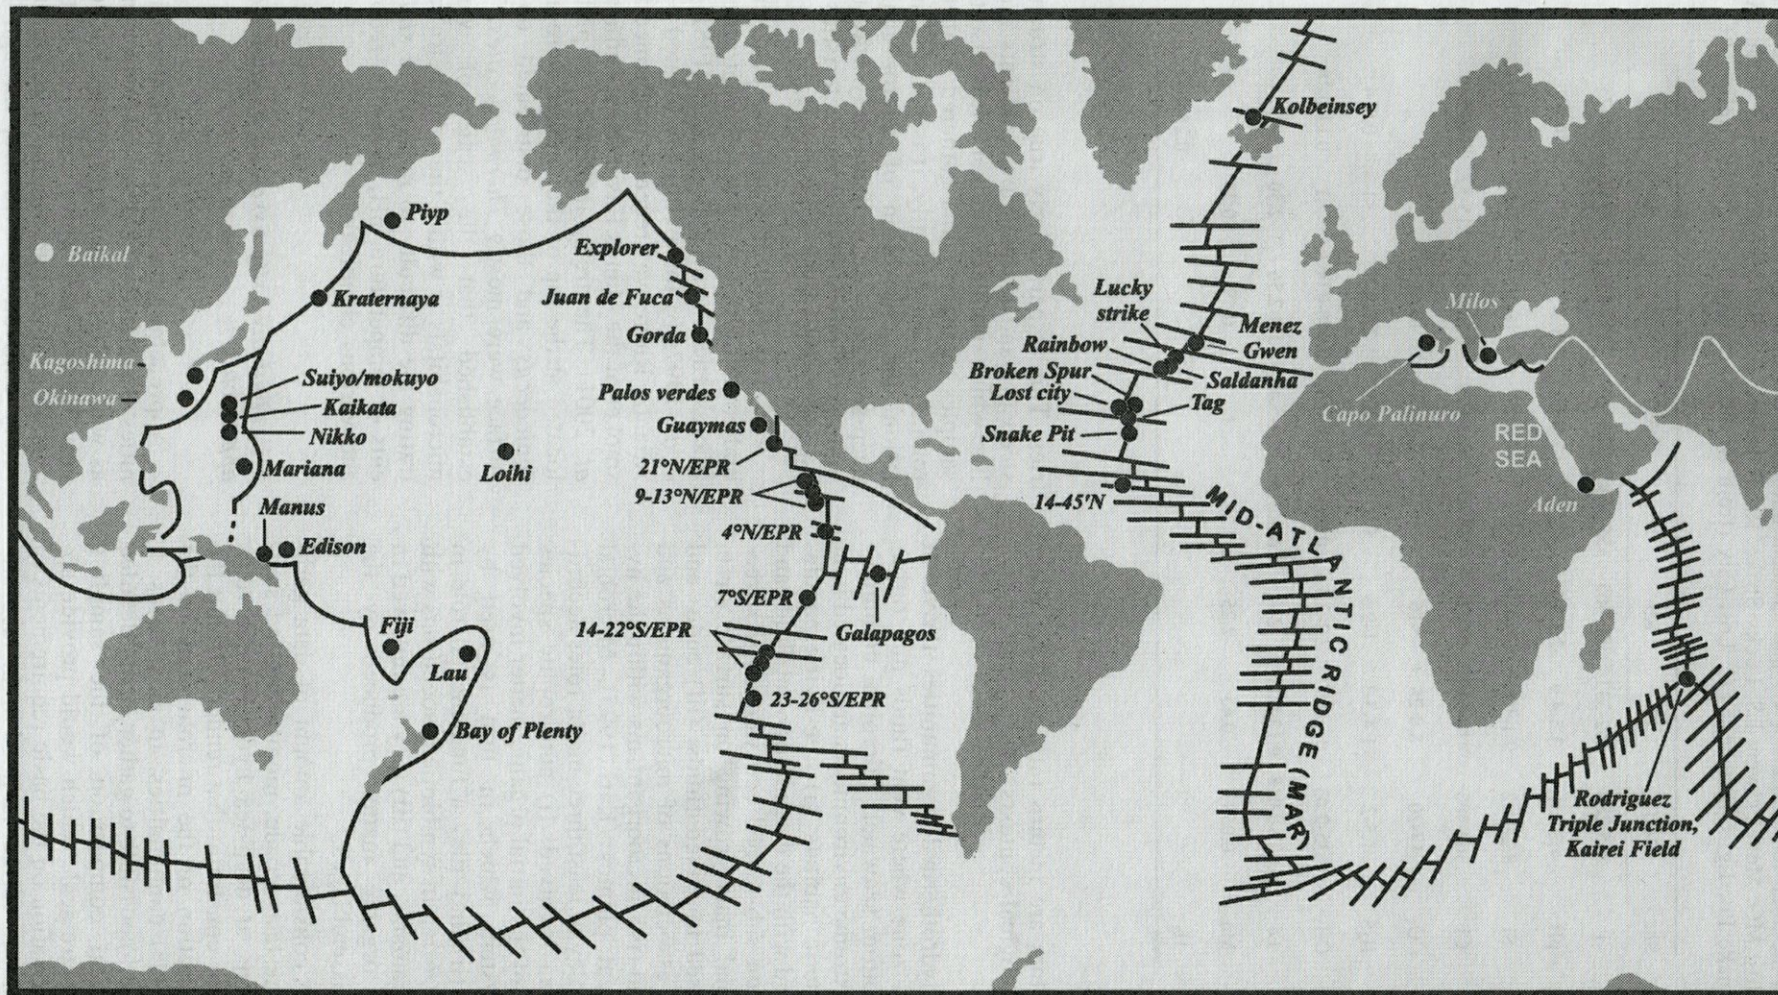 Kolbeinsey
Piyp
Baikal
Explorer
Kraternaya
Juan de Fuca
Gorda
Lucky
strike
Menez
Gwen
Milos
Rainbow
Kagoshima
Okinawa
Suiyo/mokuyo
Kaikata
Nikko
Palos verdes
Broken Spur
Lost city
Saldanha
Tag
Capo Palinuro
Guaymas
Snake Pit
RED
SEA
Mariana
Loihi
21°N/EPR
9-13°N/EPR
14-45'N
Aden
Manus
Edison
4°N/EPR
MID-ATLANTIC RIDGE (MAR)
7°S/EPR
Fiji
14-22°S/EPR
Galapagos
Lau
23-26°S/EPR
Bay of Plenty
Rodriguez
Triple Junction,
Kairei Field